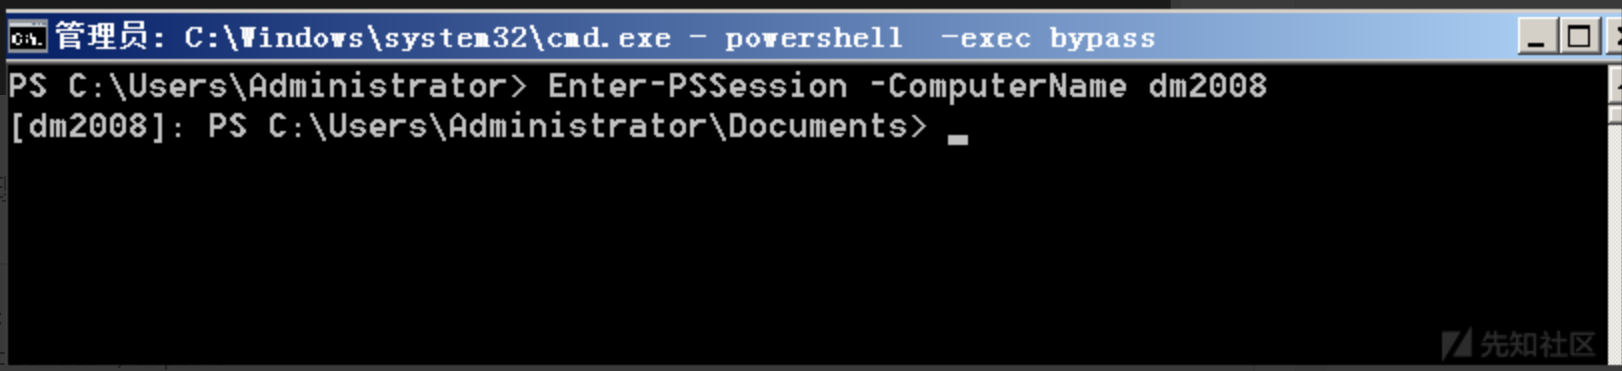 管理员: C:\Windows\system32\cmd.exe - powershell  -exec bypass
PS C:\Users\Administrator> Enter-PSSession -ComputerName dm2008
[dm2008]: PS C:\Users\Administrator\Documents> _
先知社区